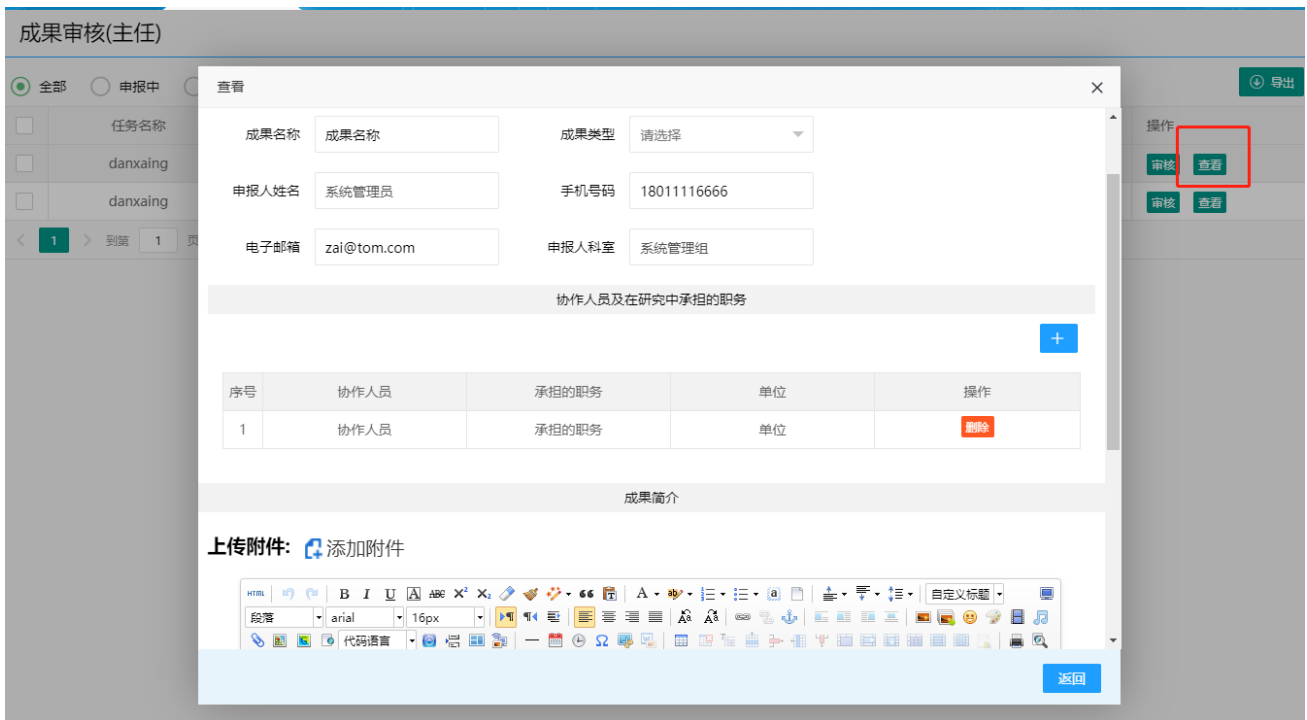 成果审核(主任)
全部 申报中 导出
查看
任务名称 操作
成果名称 成果名称 成果类型 请选择
danxaing 审核 查看
申报人姓名 系统管理员 手机号码 18011116666
danxaing 审核 查看
1 到第 1 页
电子邮箱 zai@tom.com 申报人科室 系统管理组
协作人员及在研究中承担的职务
序号 协作人员 承担的职务 单位 操作
1 协作人员 承担的职务 单位 删除
成果简介
上传附件: 添加附件
HTML B I U A ABC X² X₂ 66 A ab a 自定义标题
段落 arial 16px
代码语言 Ω
返回